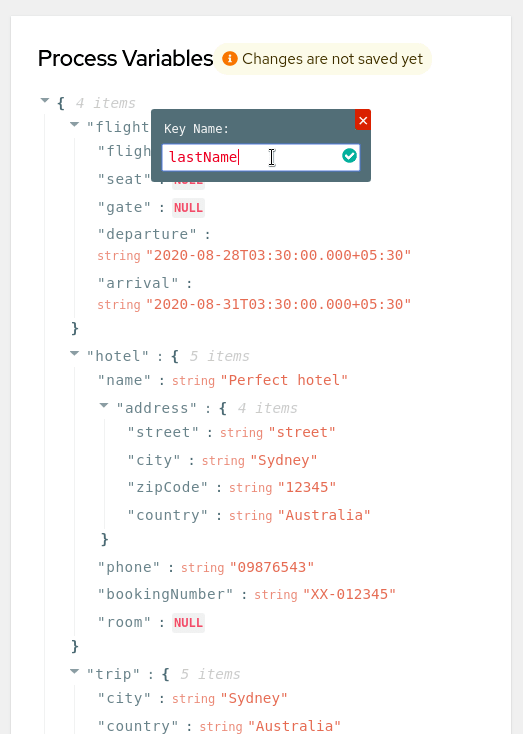 Process Variables
Changes are not saved yet
{ 4 items
"flight
Key Name:
lastName
"fligh
"seat" : NULL
"gate" : NULL
"departure" :
string "2020-08-28T03:30:00.000+05:30"
"arrival" :
string "2020-08-31T03:30:00.000+05:30"
}
"hotel" : { 5 items
"name" : string "Perfect hotel"
"address" : { 4 items
"street" : string "street"
"city" : string "Sydney"
"zipCode" : string "12345"
"country" : string "Australia"
}
"phone" : string "09876543"
"bookingNumber" : string "XX-012345"
"room" : NULL
}
"trip" : { 5 items
"city" : string "Sydney"
"country" : string "Australia"